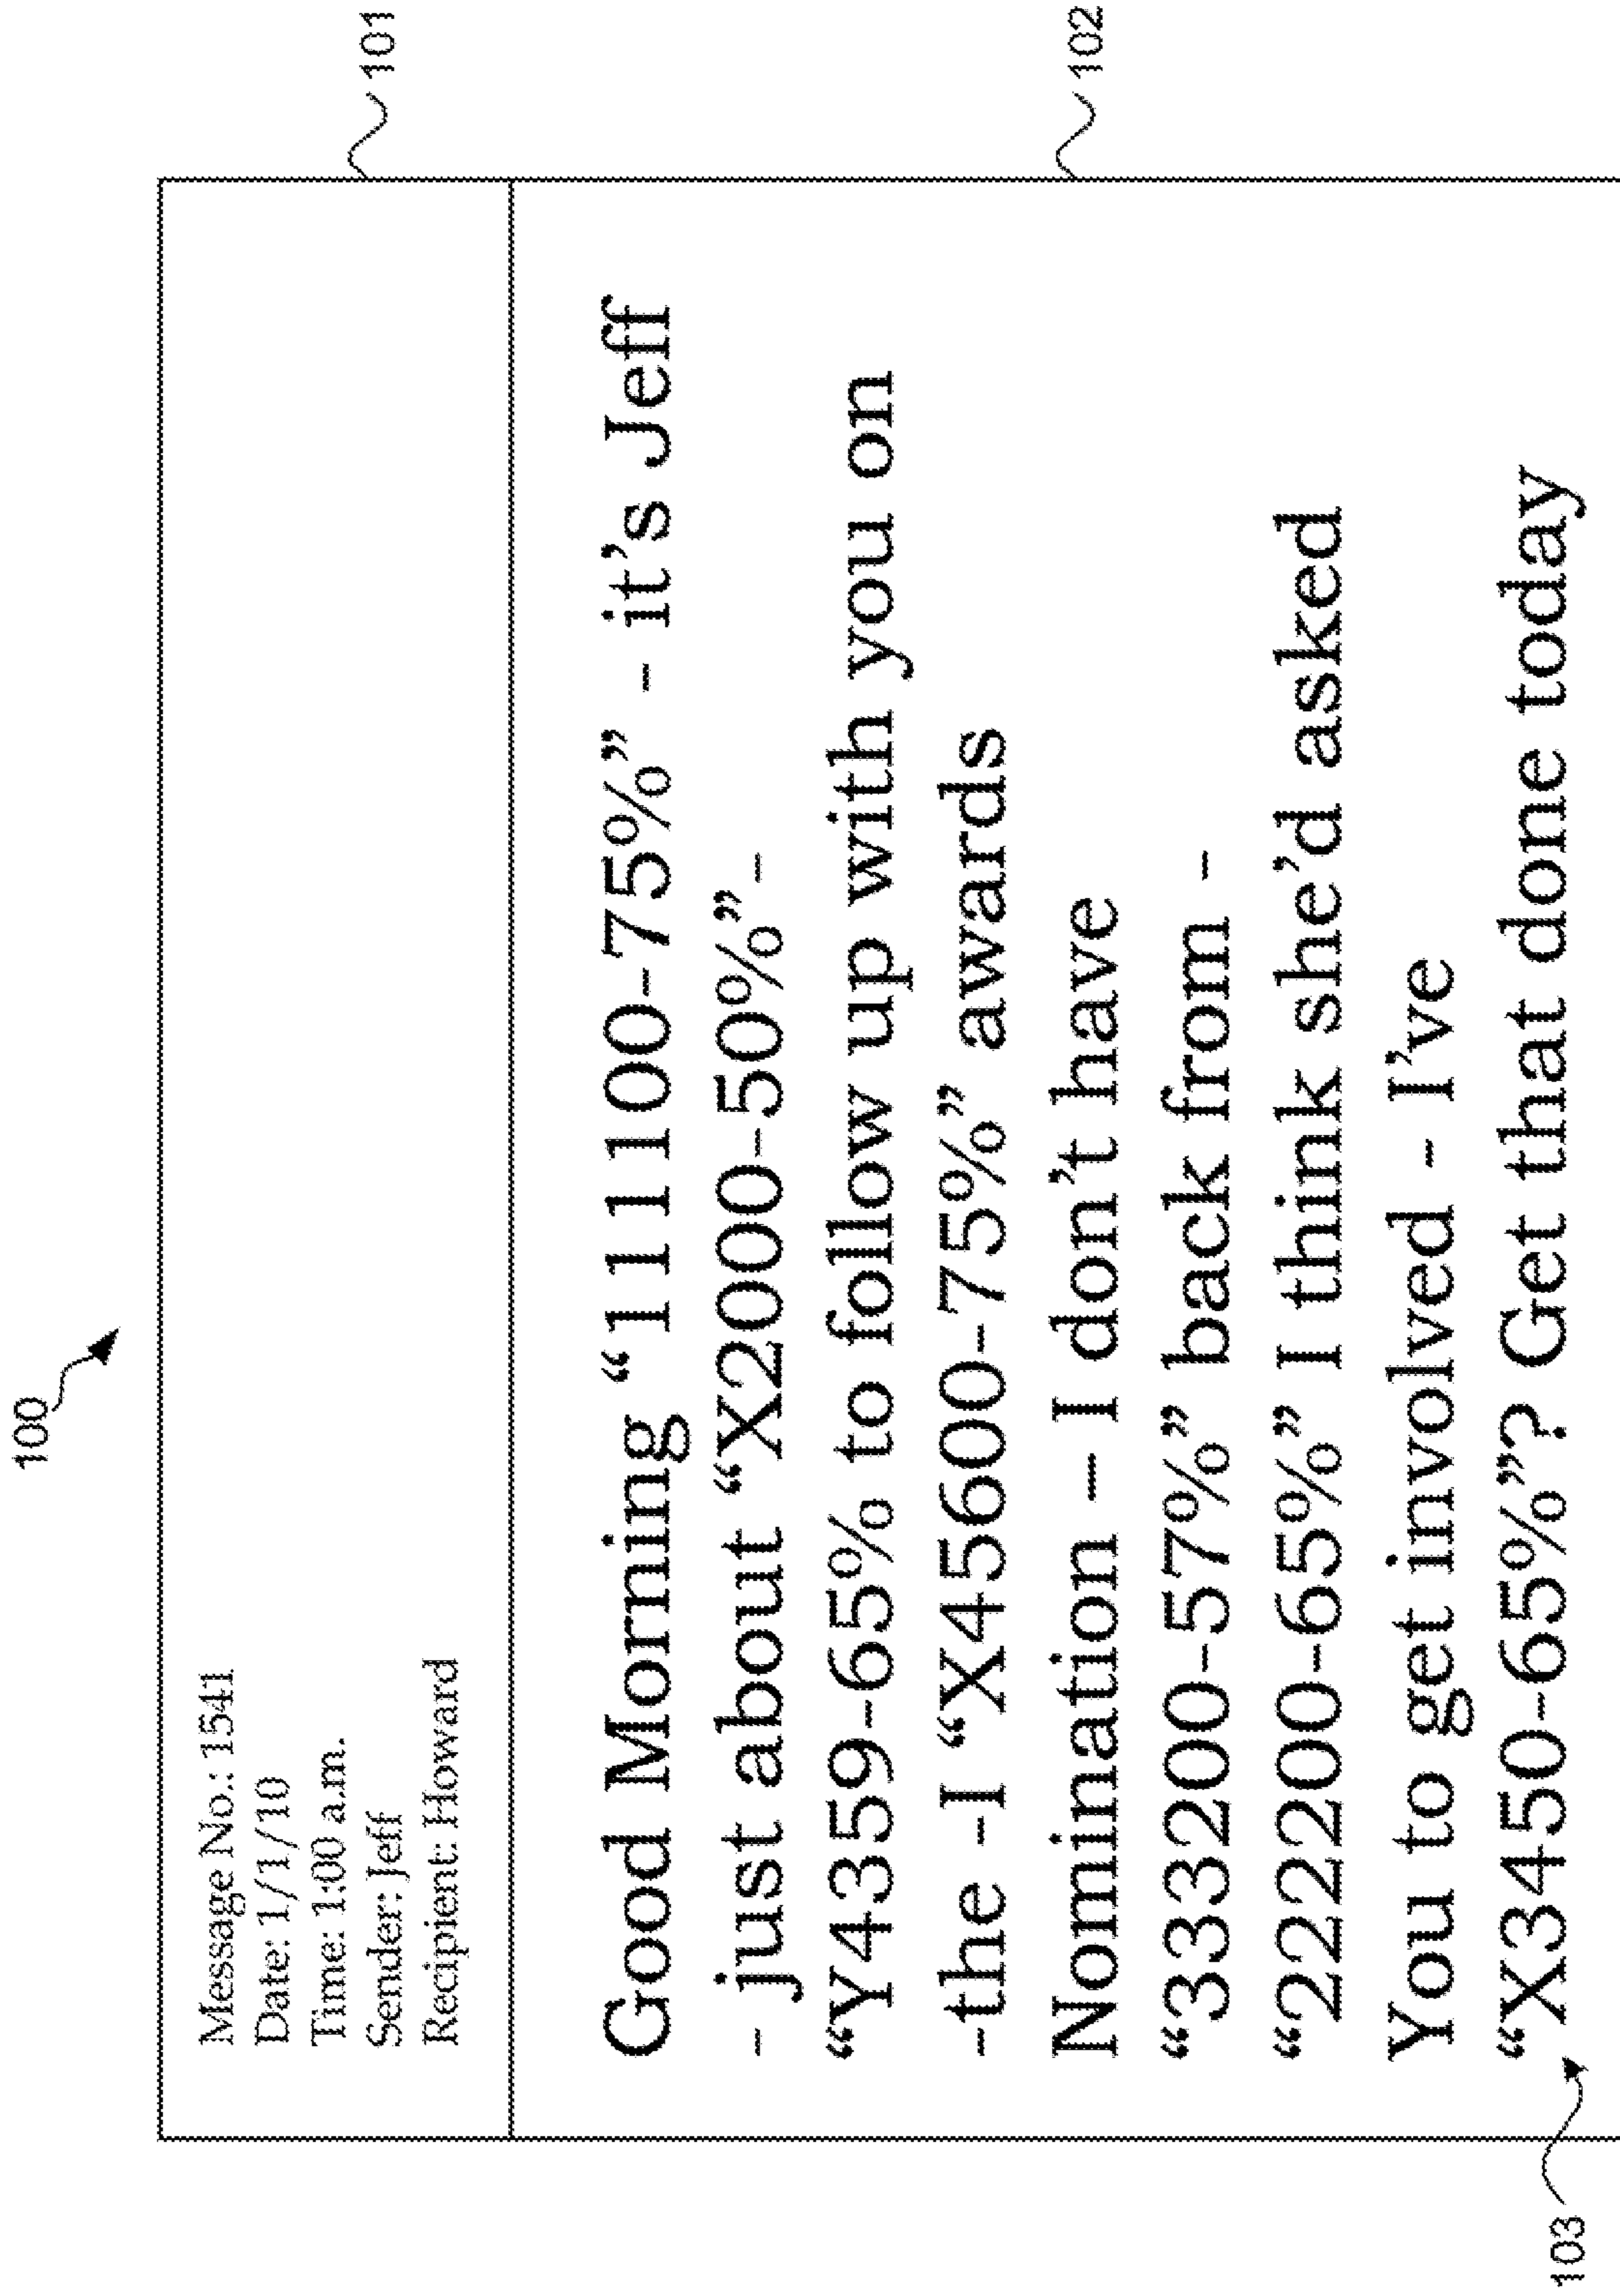 100
101
Message No.: 1541
Date: 1/1/10
Time: 1:00 a.m.
Sender: Jeff
Recipient: Howard
102
Good Morning “11100-75%” - it’s Jeff
- just about “X2000-50%”-
“Y4359-65% to follow up with you on
-the -I “X45600-75%” awards
Nomination – I don’t have
“33200-57%” back from -
“22200-65%” I think she’d asked
You to get involved - I’ve
“X3450-65%”? Get that done today
103